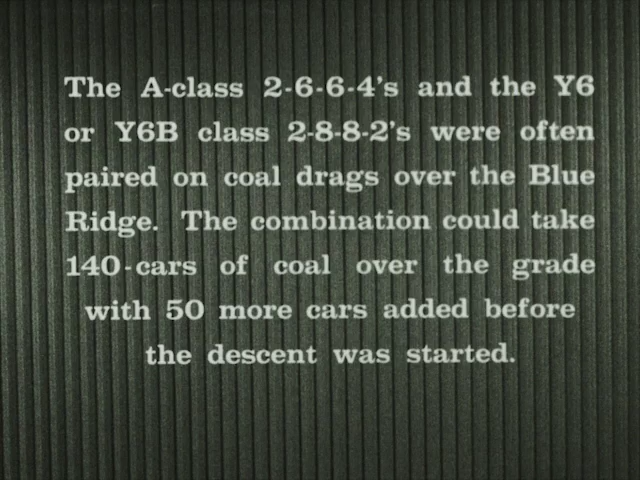 The A-class 2-6-6-4's and the Y6
or Y6B class 2-8-8-2's were often
paired on coal drags over the Blue
Ridge. The combination could take
140-cars of coal over the grade
with 50 more cars added before
the descent was started.